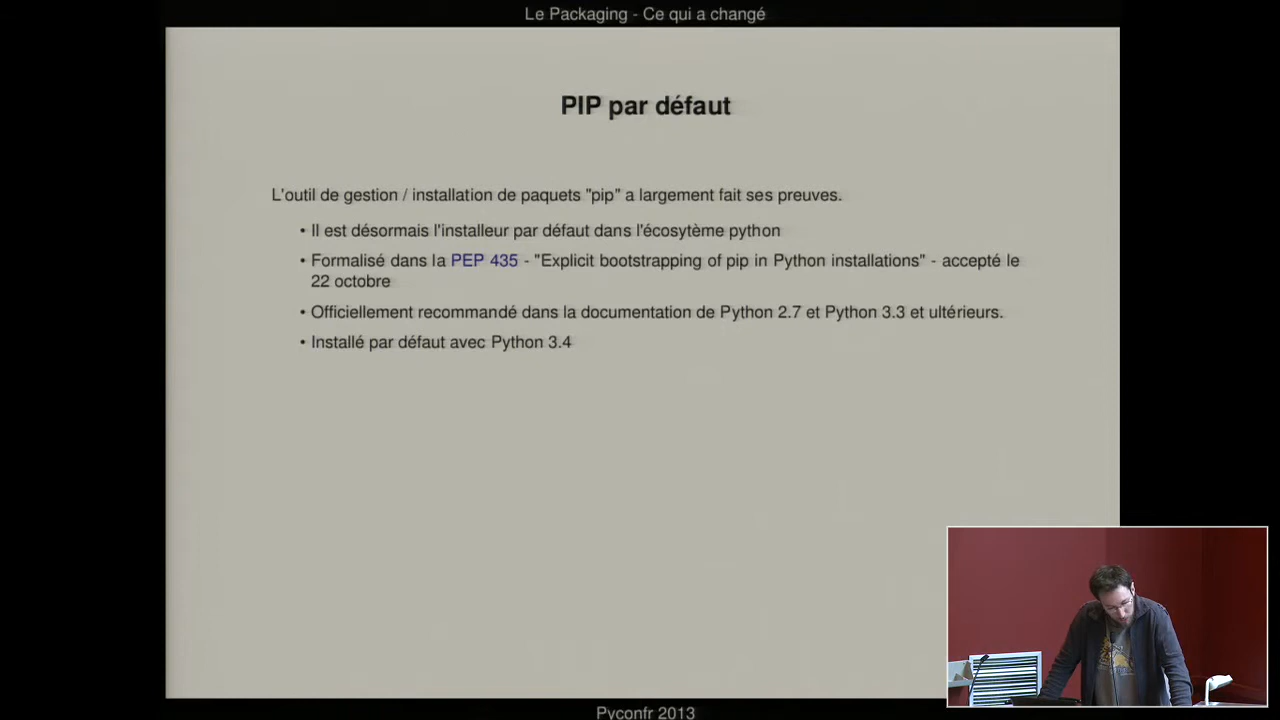 Le Packaging - Ce qui a changé
PIP par défaut
L'outil de gestion / installation de paquets "pip" a largement fait ses preuves.
• Il est désormais l'installeur par défaut dans l'écosytème python
• Formalisé dans la PEP 435 - "Explicit bootstrapping of pip in Python installations" - accepté le
22 octobre
• Officiellement recommandé dans la documentation de Python 2.7 et Python 3.3 et ultérieurs.
• Installé par défaut avec Python 3.4
Pyconfr 2013